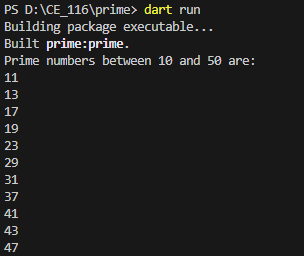 PS D:\CE_116\prime> dart run
Building package executable...
Built prime:prime.
Prime numbers between 10 and 50 are:
11
13
17
19
23
29
31
37
41
43
47